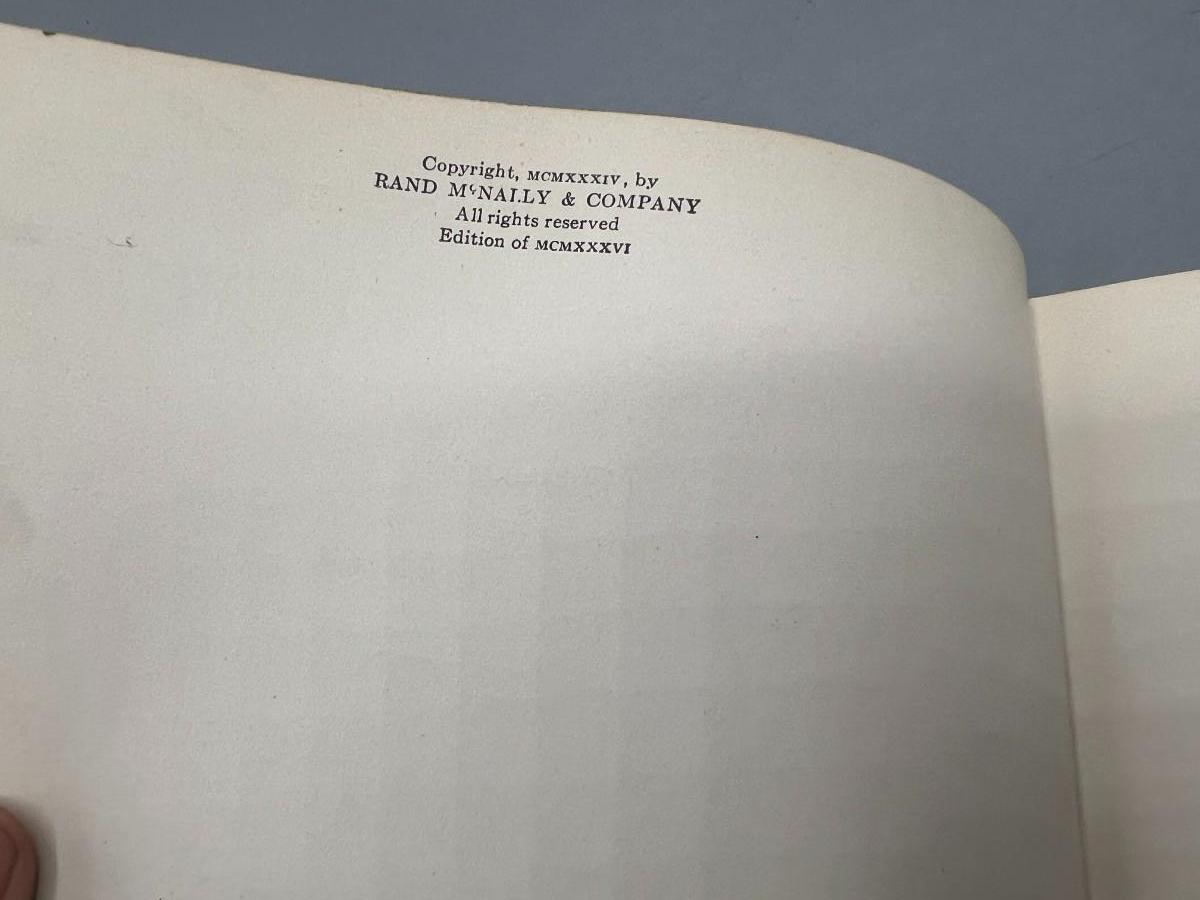 Copyright, MCMXXXIV, by
RAND MᶜNALLY & COMPANY
All rights reserved
Edition of MCMXXXVI